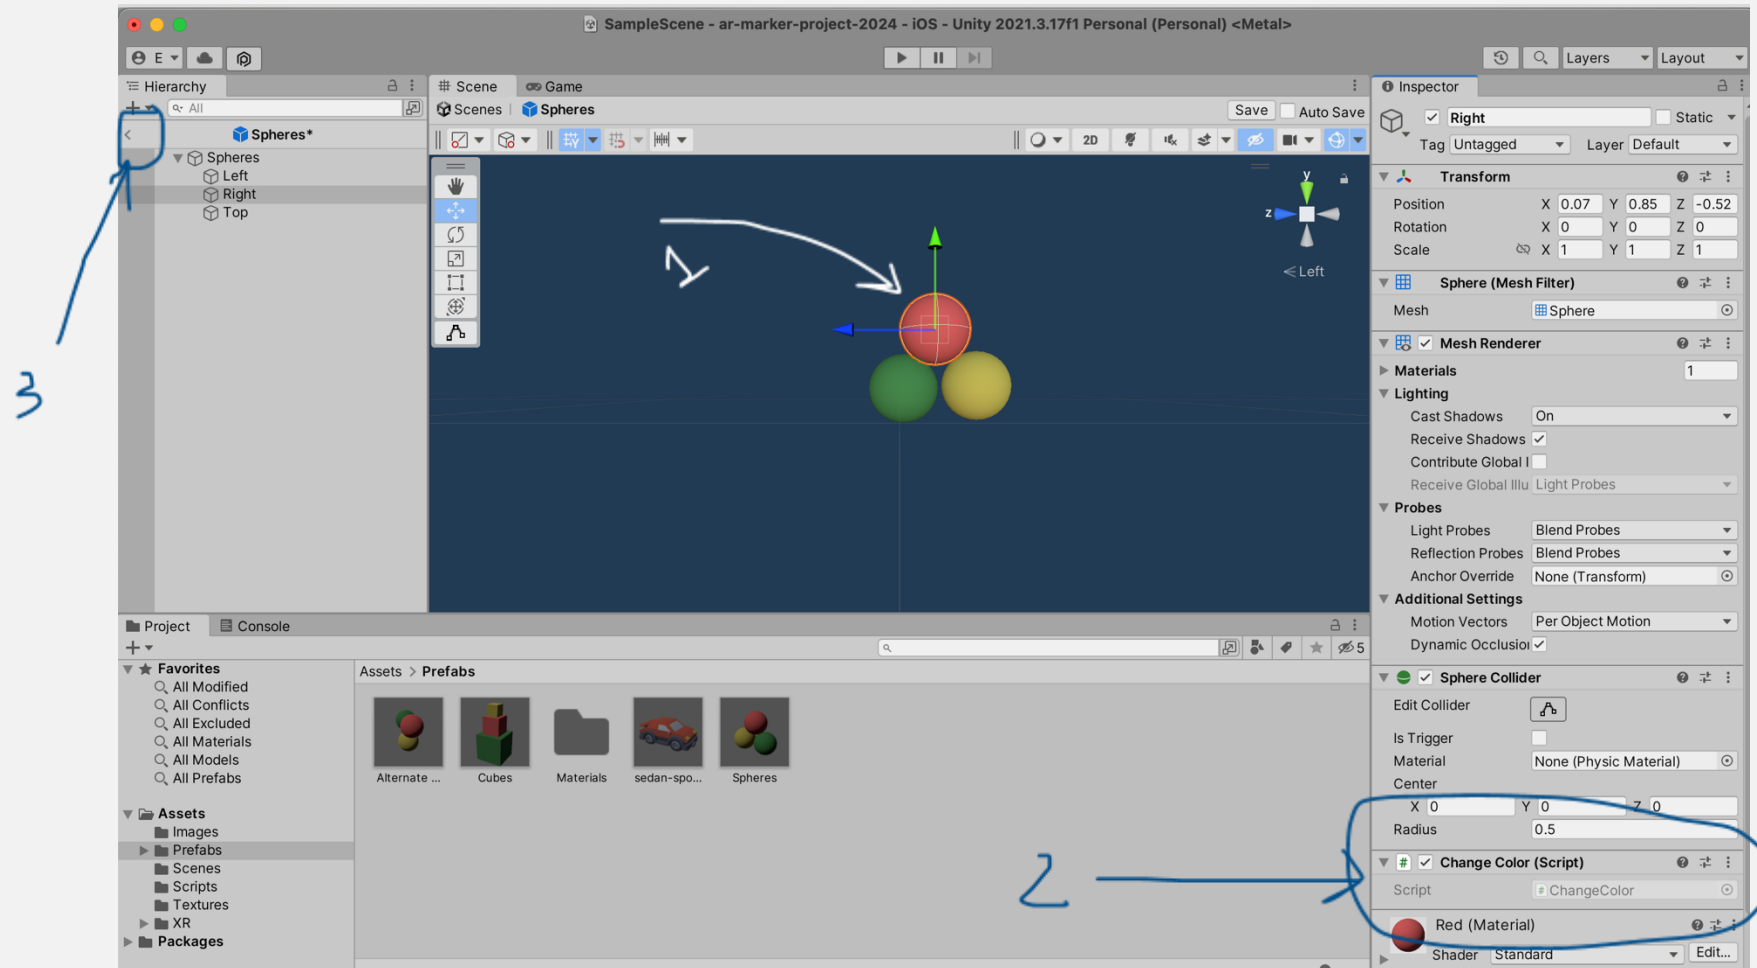 SampleScene - ar-marker-project-2024 - iOS - Unity 2021.3.17f1 Personal (Personal) <Metal>
E
Layers
Layout
Hierarchy
All
Spheres*
Spheres
Left
Right
Top
Scene
Game
Scenes
Spheres
Save
Auto Save
2D
y
z
Left
1
3
2
Inspector
Right
Static
Tag Untagged
Layer Default
Transform
Position X 0.07 Y 0.85 Z -0.52
Rotation X 0 Y 0 Z 0
Scale X 1 Y 1 Z 1
Sphere (Mesh Filter)
Mesh Sphere
Mesh Renderer
Materials 1
Lighting
Cast Shadows On
Receive Shadows
Contribute Global I
Receive Global Illu Light Probes
Probes
Light Probes Blend Probes
Reflection Probes Blend Probes
Anchor Override None (Transform)
Additional Settings
Motion Vectors Per Object Motion
Dynamic Occlusion
Sphere Collider
Edit Collider
Is Trigger
Material None (Physic Material)
Center
X 0 Y 0 Z 0
Radius 0.5
# Change Color (Script)
Script # ChangeColor
Red (Material)
Shader Standard Edit...
Project
Console
5
Favorites
All Modified
All Conflicts
All Excluded
All Materials
All Models
All Prefabs
Assets
Images
Prefabs
Scenes
Scripts
Textures
XR
Packages
Assets > Prefabs
Alternate ...
Cubes
Materials
sedan-spo...
Spheres